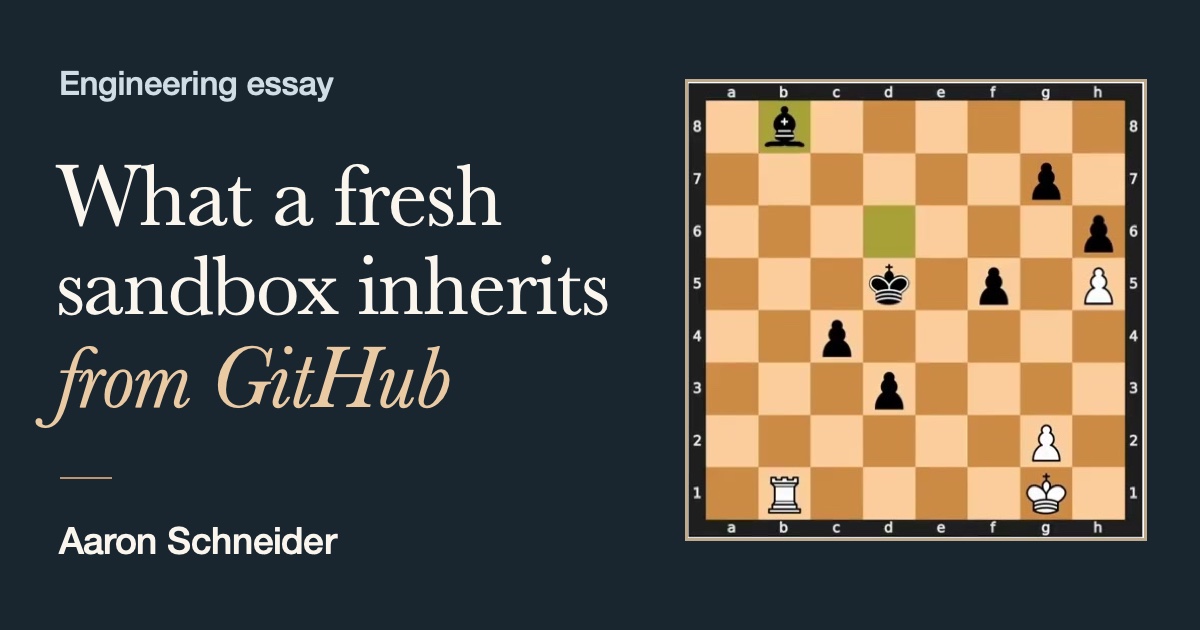 Engineering essay
What a fresh
sandbox inherits
from GitHub
Aaron Schneider
a b c d e f g h
8 8
7 7
6 6
5 5
4 4
3 3
2 2
1 1
a b c d e f g h